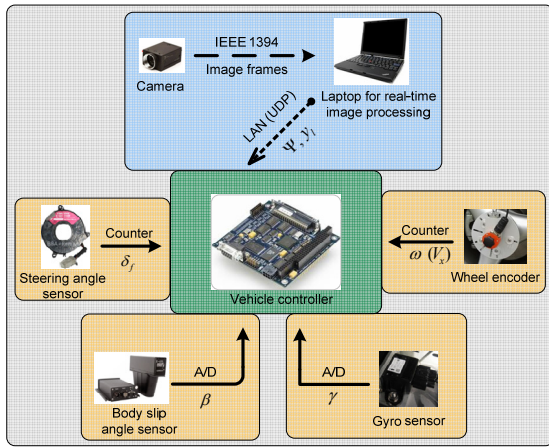 IEEE 1394
Image frames
Camera
Laptop for real-time
image processing
LAN (UDP)
Ψ, y_l
Counter
δ_f
Steering angle
sensor
Vehicle controller
Counter
ω (V_x)
Wheel encoder
A/D
β
Body slip
angle sensor
A/D
γ
Gyro sensor